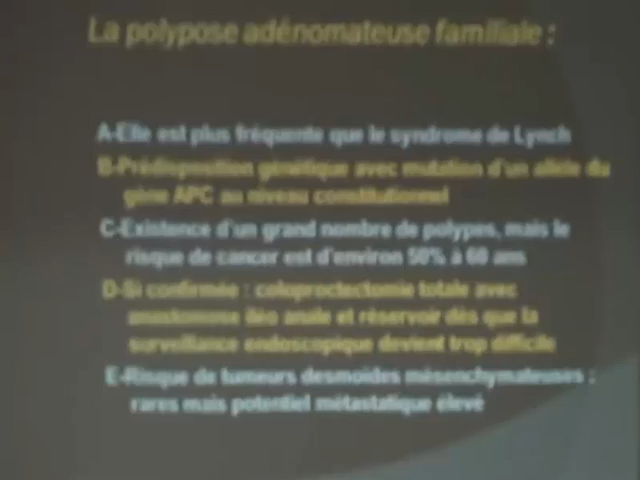 La polypose adénomateuse familiale :
A-Elle est plus fréquente que le syndrome de Lynch
B-Prédisposition génétique avec mutation d'un allèle du
gène APC au niveau constitutionnel
C-Existence d'un grand nombre de polypes, mais le
risque de cancer est d'environ 50% à 60 ans
D-Si confirmée : coloproctectomie totale avec
anastomose iléo anale et réservoir dès que la
surveillance endoscopique devient trop difficile
E-Risque de tumeurs desmoïdes mésenchymateuses :
rares mais potentiel métastatique élevé